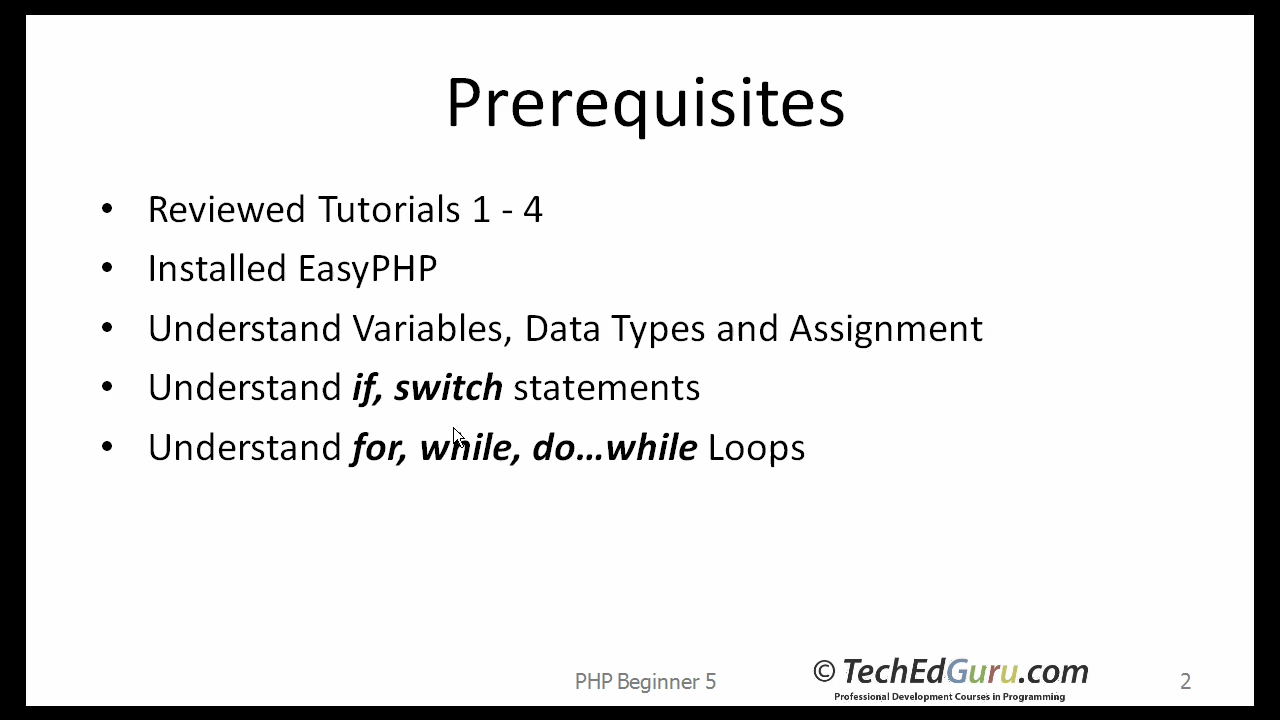 Prerequisites
• Reviewed Tutorials 1 - 4
• Installed EasyPHP
• Understand Variables, Data Types and Assignment
• Understand if, switch statements
• Understand for, while, do...while Loops
PHP Beginner 5
© TechEdGuru.com
Professional Development Courses in Programming
2